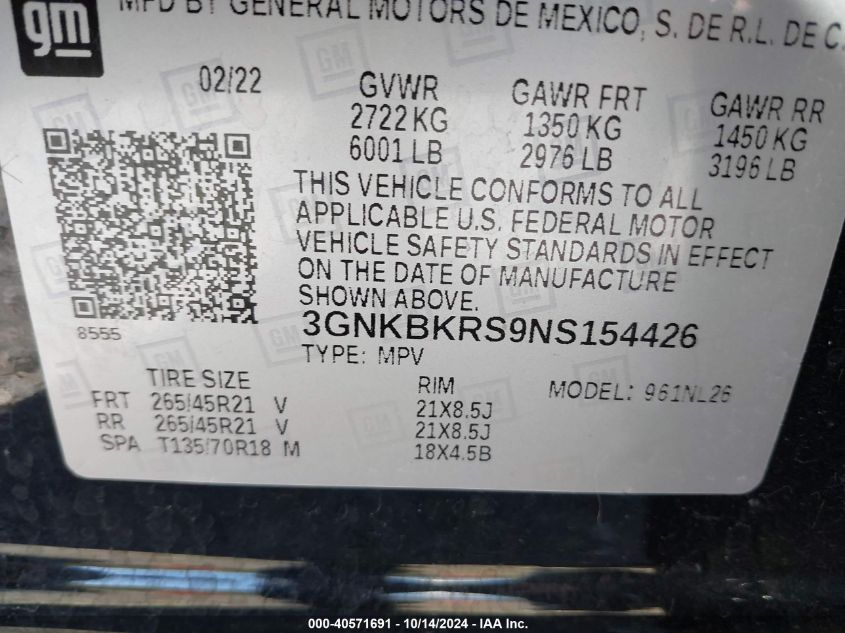 gm
MFD BY GENERAL MOTORS DE MEXICO, S. DE R.L. DE C.
02/22
GVWR
2722 KG
6001 LB
GAWR FRT
1350 KG
2976 LB
GAWR RR
1450 KG
3196 LB
THIS VEHICLE CONFORMS TO ALL
APPLICABLE U.S. FEDERAL MOTOR
VEHICLE SAFETY STANDARDS IN EFFECT
ON THE DATE OF MANUFACTURE
SHOWN ABOVE.
8555
3GNKBKRS9NS154426
TYPE: MPV
TIRE SIZE
RIM
MODEL: 961NL26
FRT 265/45R21 V 21X8.5J
RR 265/45R21 V 21X8.5J
SPA T135/70R18 M 18X4.5B
000-40571691 - 10/14/2024 - IAA Inc.